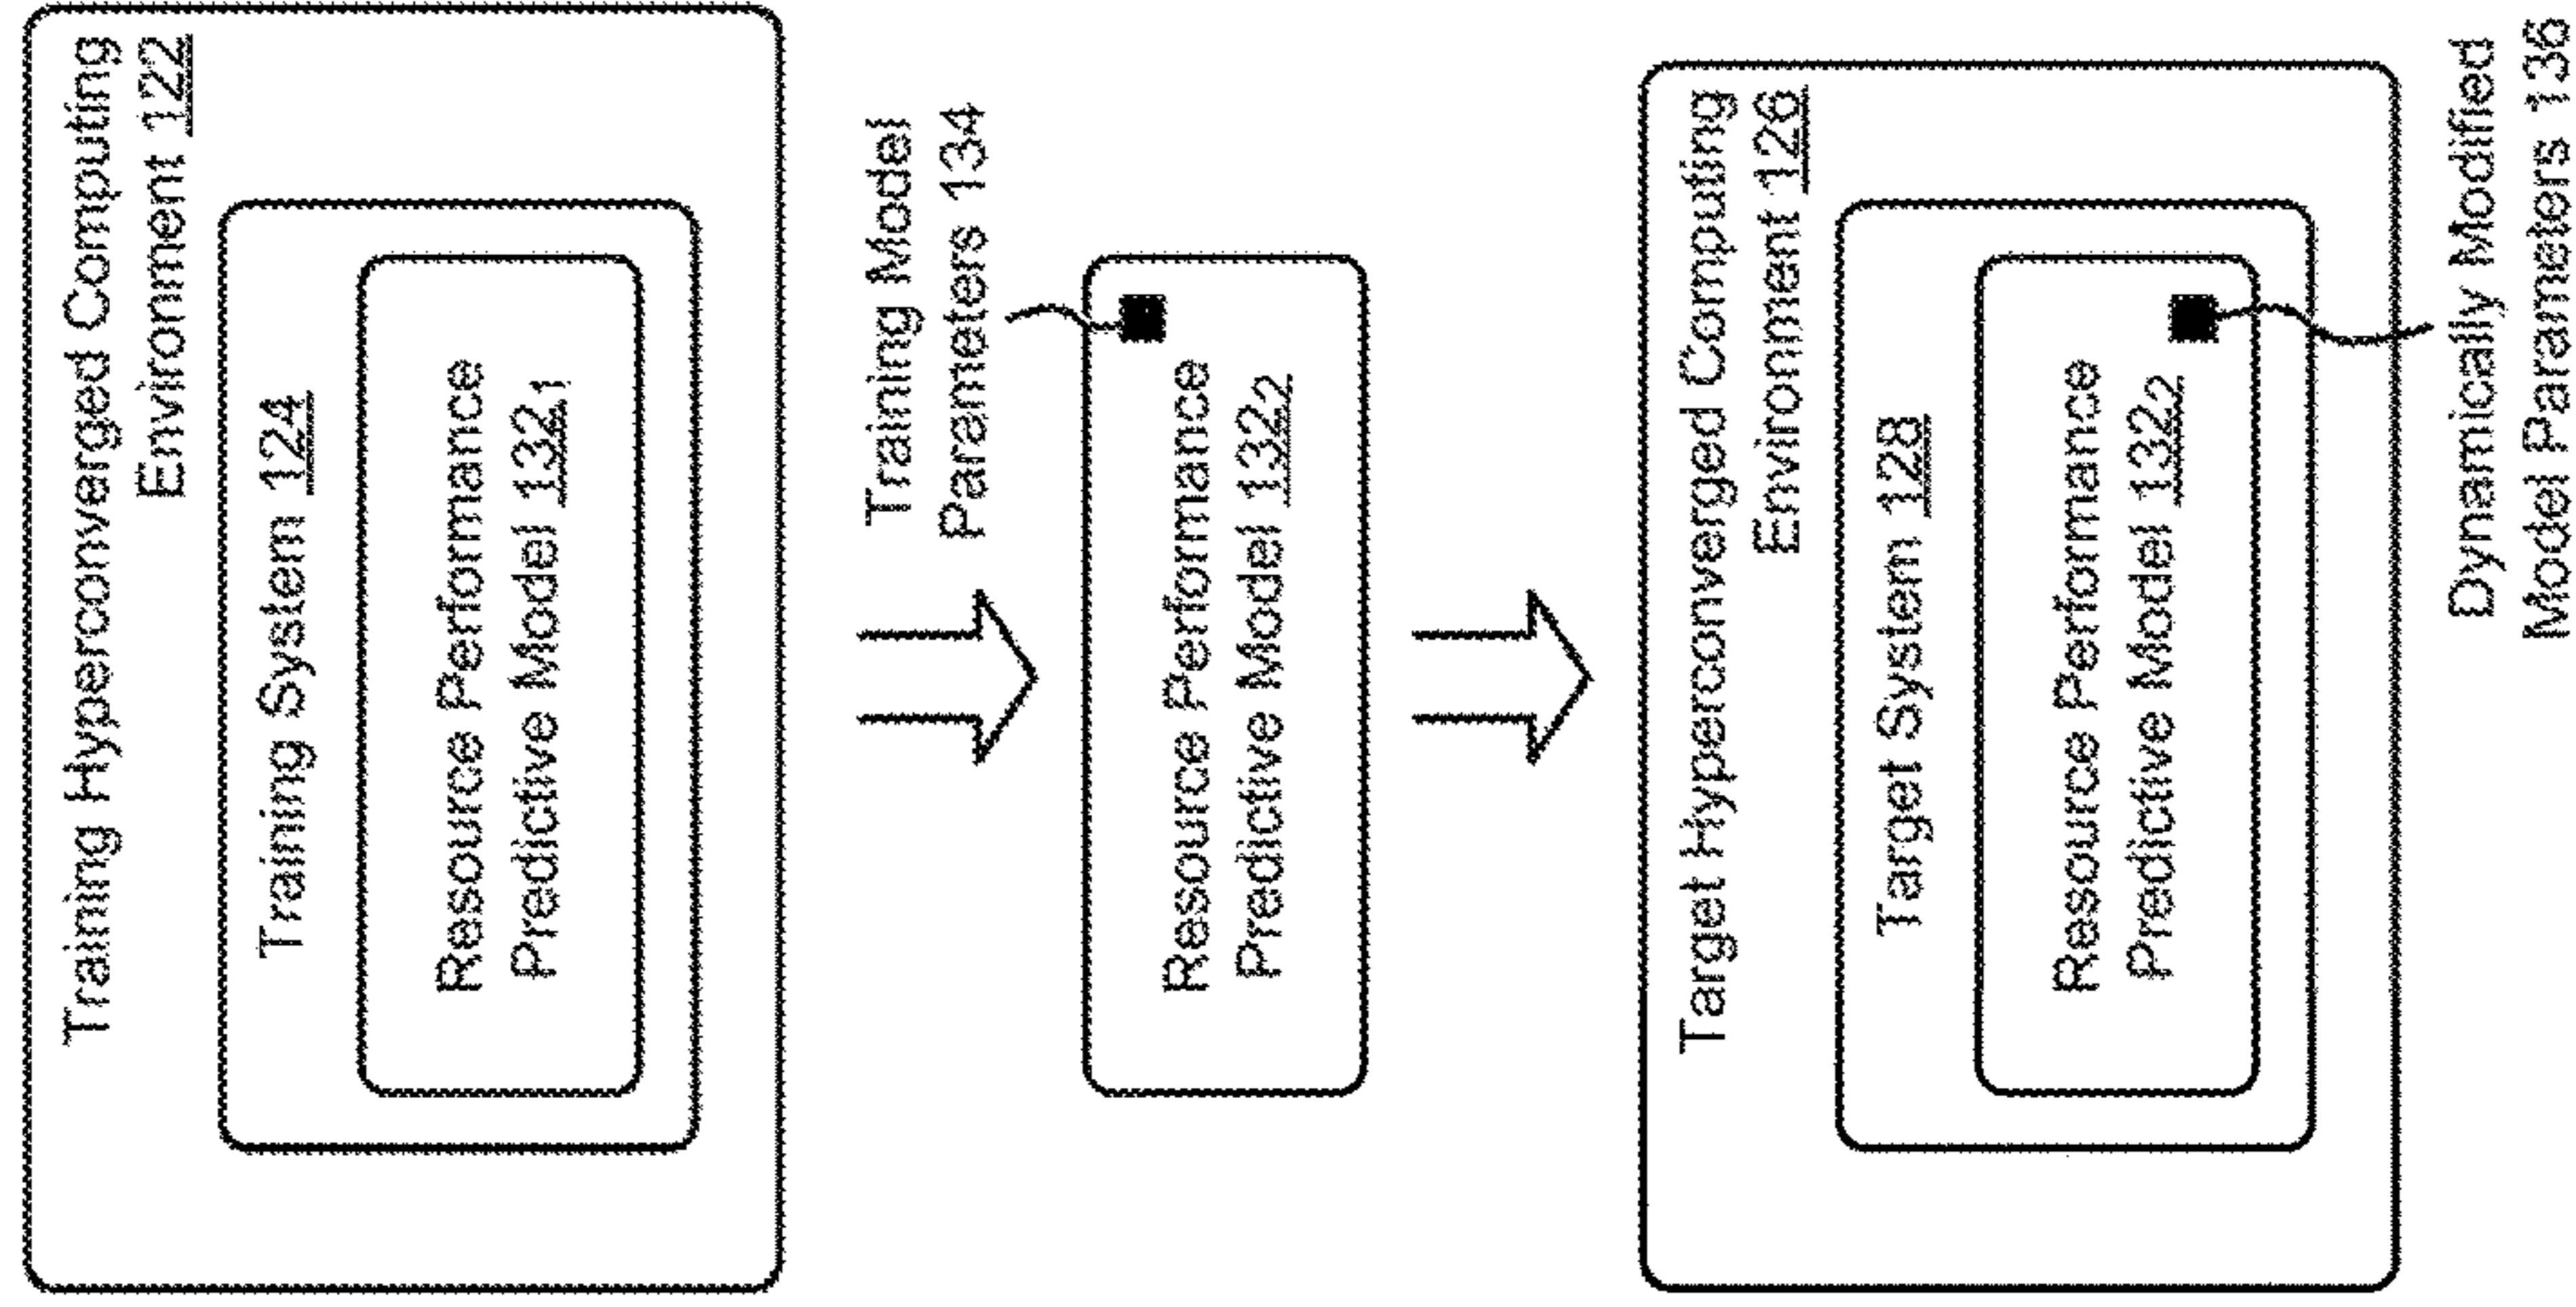 Training Hyperconverged Computing
Environment 122
Training System 124
Resource Performance
Predictive Model 132₁
Training Model
Parameters 134
Resource Performance
Predictive Model 132₂
Target Hyperconverged Computing
Environment 126
Target System 128
Resource Performance
Predictive Model 132₂
Dynamically Modified
Model Parameters 136